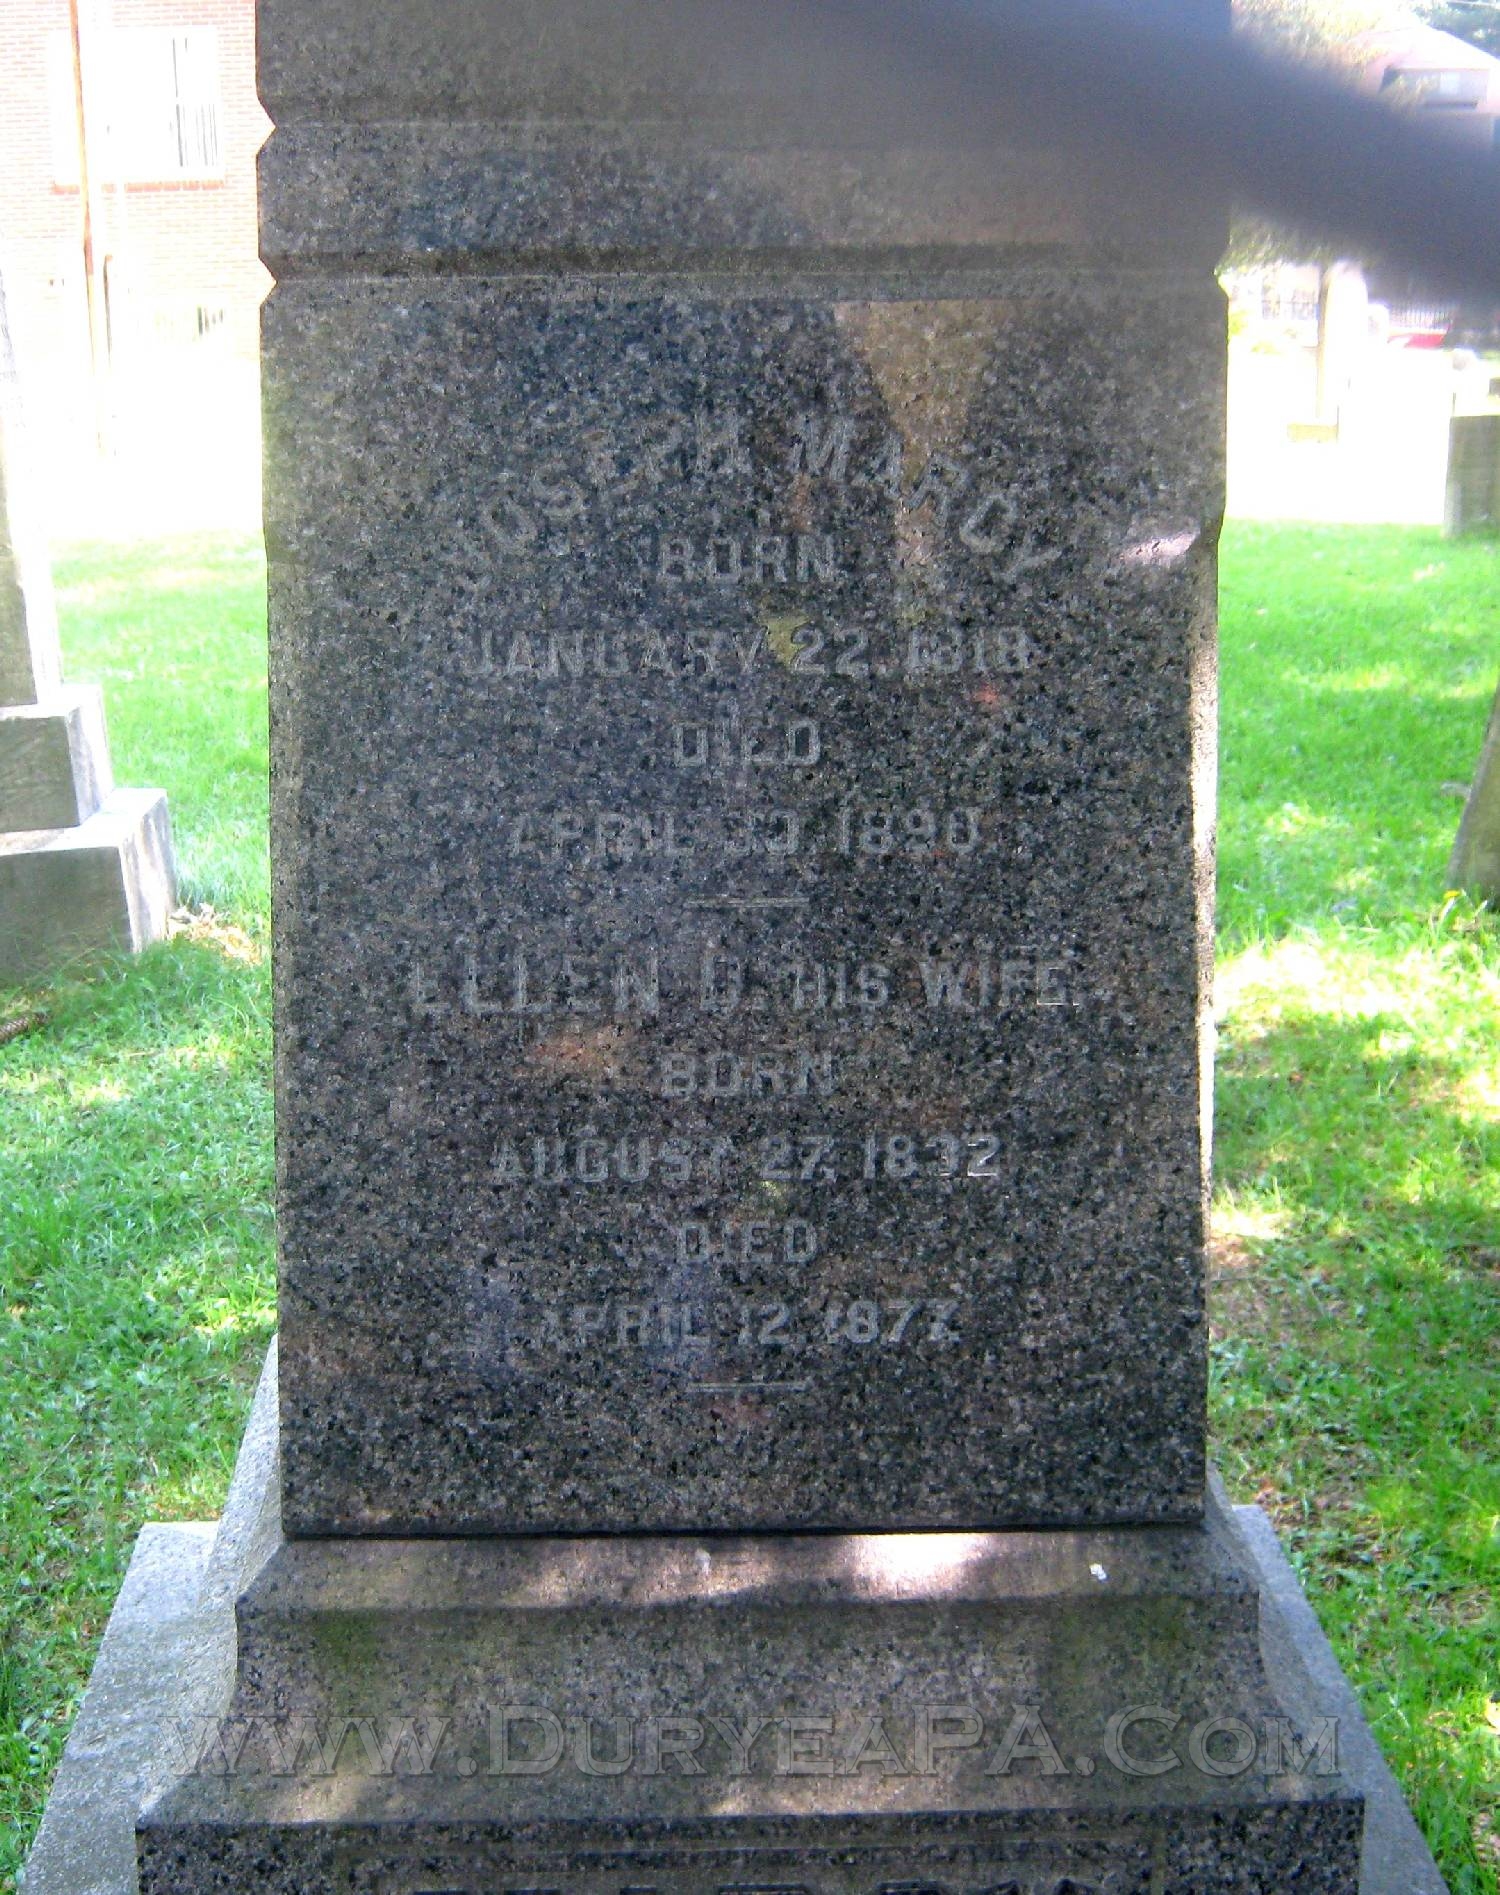 JOSEPH MARCY
BORN
JANUARY 22, 1818
DIED
APRIL 30, 1890
ELLEN D. HIS WIFE.
BORN
AUGUST 27, 1832
DIED
APRIL 12, 1877.
www.DuryeaPA.Com